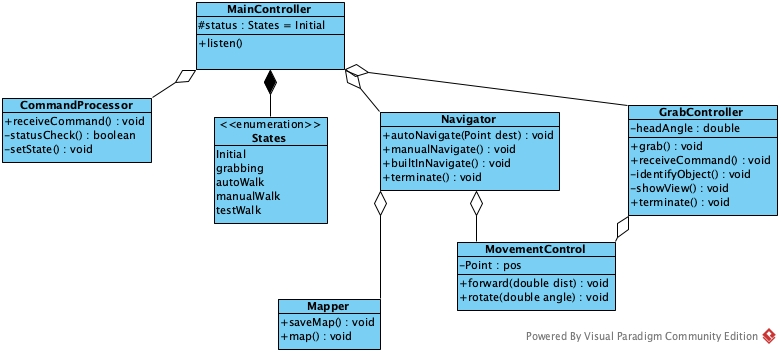 MainController
#status : States = Initial
+listen()
CommandProcessor
+receiveCommand() : void
-statusCheck() : boolean
-setState() : void
<<enumeration>>
States
Initial
grabbing
autoWalk
manualWalk
testWalk
Navigator
+autoNavigate(Point dest) : void
+manualNavigate() : void
+builtInNavigate() : void
+terminate() : void
GrabController
-headAngle : double
+grab() : void
+receiveCommand() : void
-identifyObject() : void
-showView() : void
+terminate() : void
MovementControl
-Point : pos
+forward(double dist) : void
+rotate(double angle) : void
Mapper
+saveMap() : void
+map() : void
Powered By Visual Paradigm Community Edition